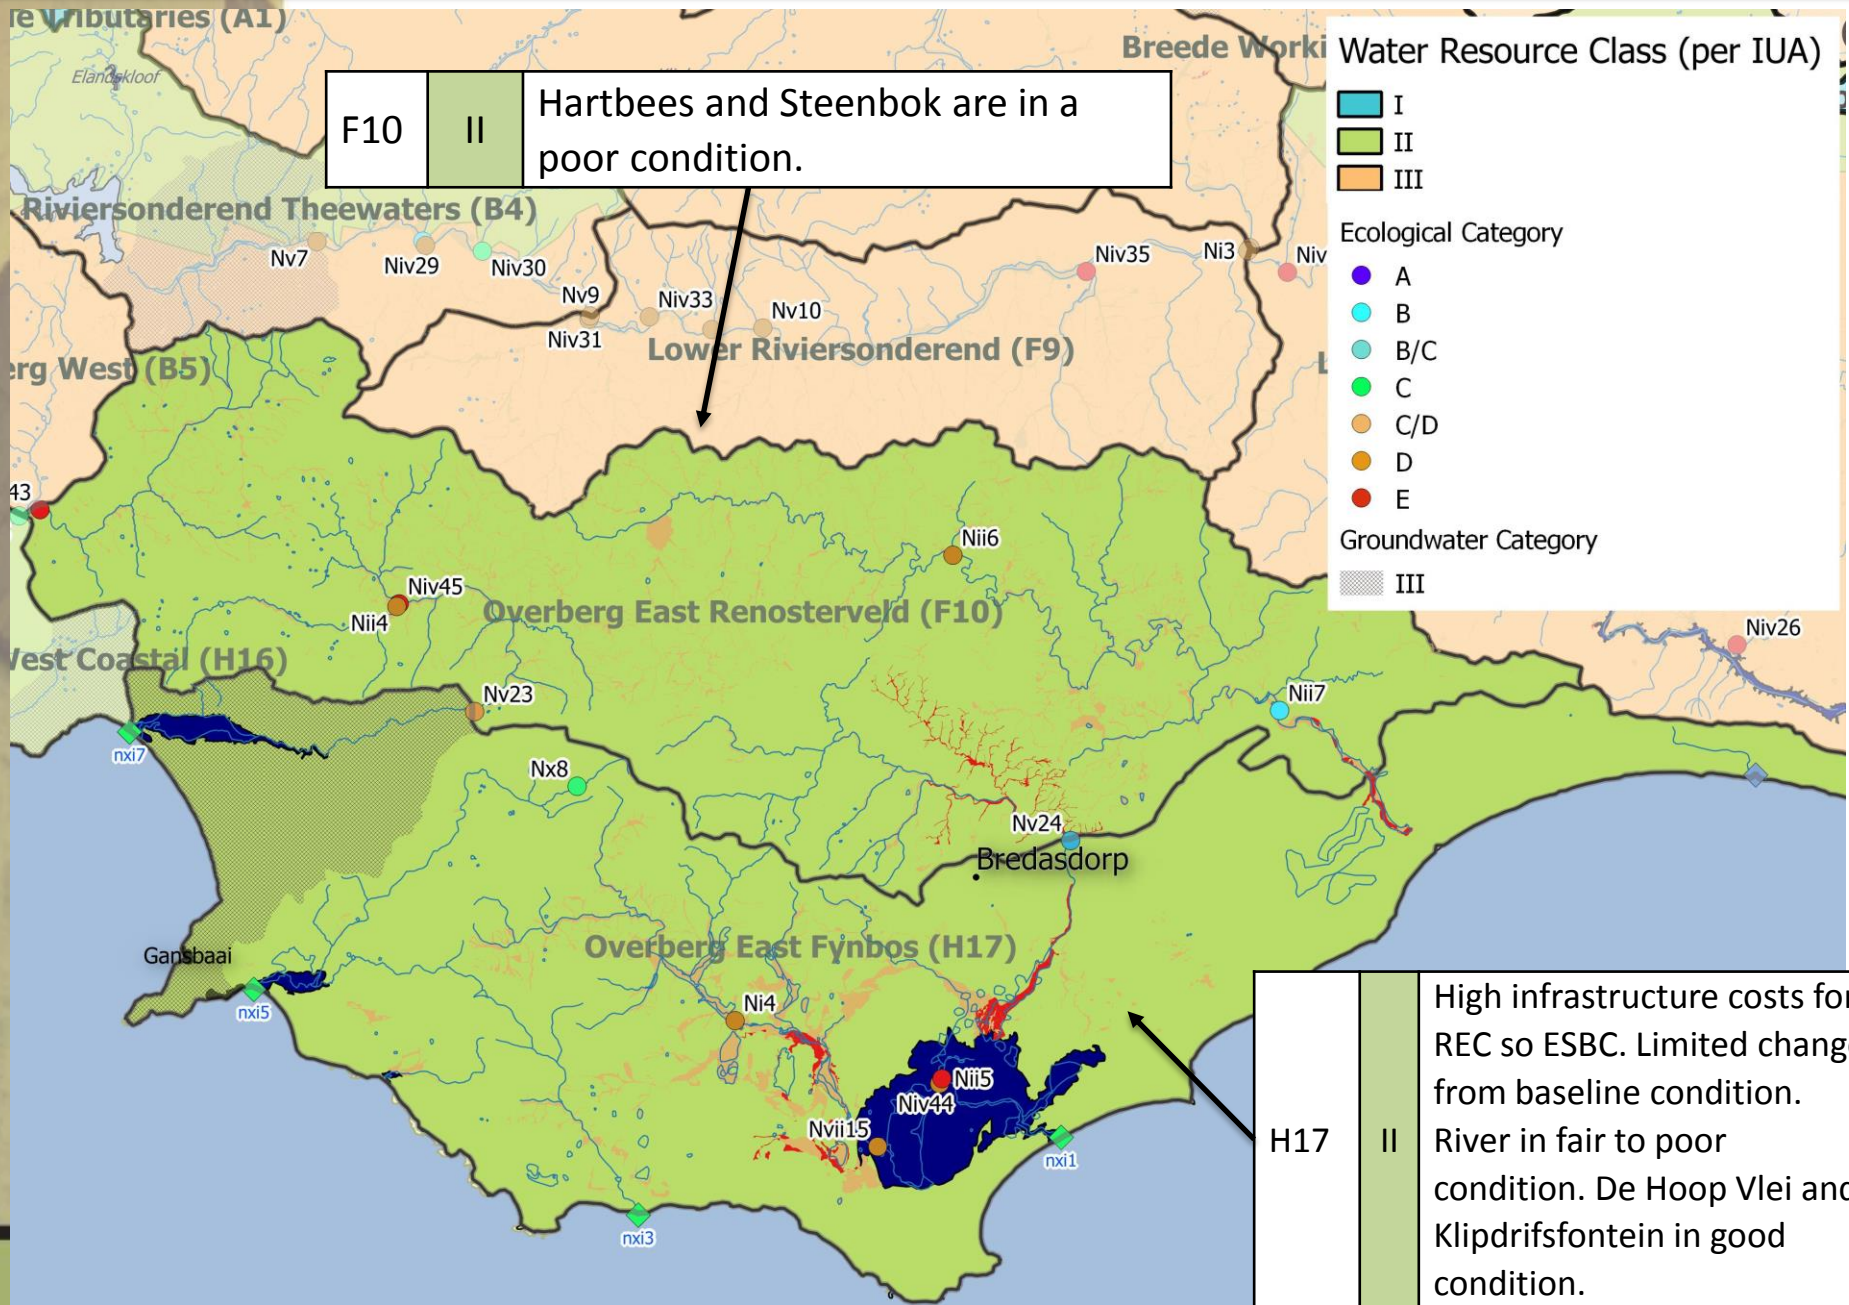 le Tributaries (A1)
Breede Worki
Elandskloof
Water Resource Class (per IUA)
I
II
III
F10
II
Hartbees and Steenbok are in a
poor condition.
Ecological Category
A
B
B/C
C
C/D
D
E
Groundwater Category
III
Riviersonderend Theewaters (B4)
Nv7
Niv29
Niv30
Nv9
Niv31
Niv33
Nv10
Niv35
Ni3
Niv
Lower Riviersonderend (F9)
L
erg West (B5)
43
Nii6
Niv45
Nii4
Overberg East Renosterveld (F10)
Niv26
West Coastal (H16)
Nv23
Nii7
nxi7
Nx8
Nv24
Bredasdorp
Overberg East Fynbos (H17)
Gansbaai
nxi5
Ni4
Nii5
Niv44
Nvii15
nxi1
nxi3
H17
II
High infrastructure costs for
REC so ESBC. Limited change
from baseline condition.
River in fair to poor
condition. De Hoop Vlei and
Klipdrifsfontein in good
condition.